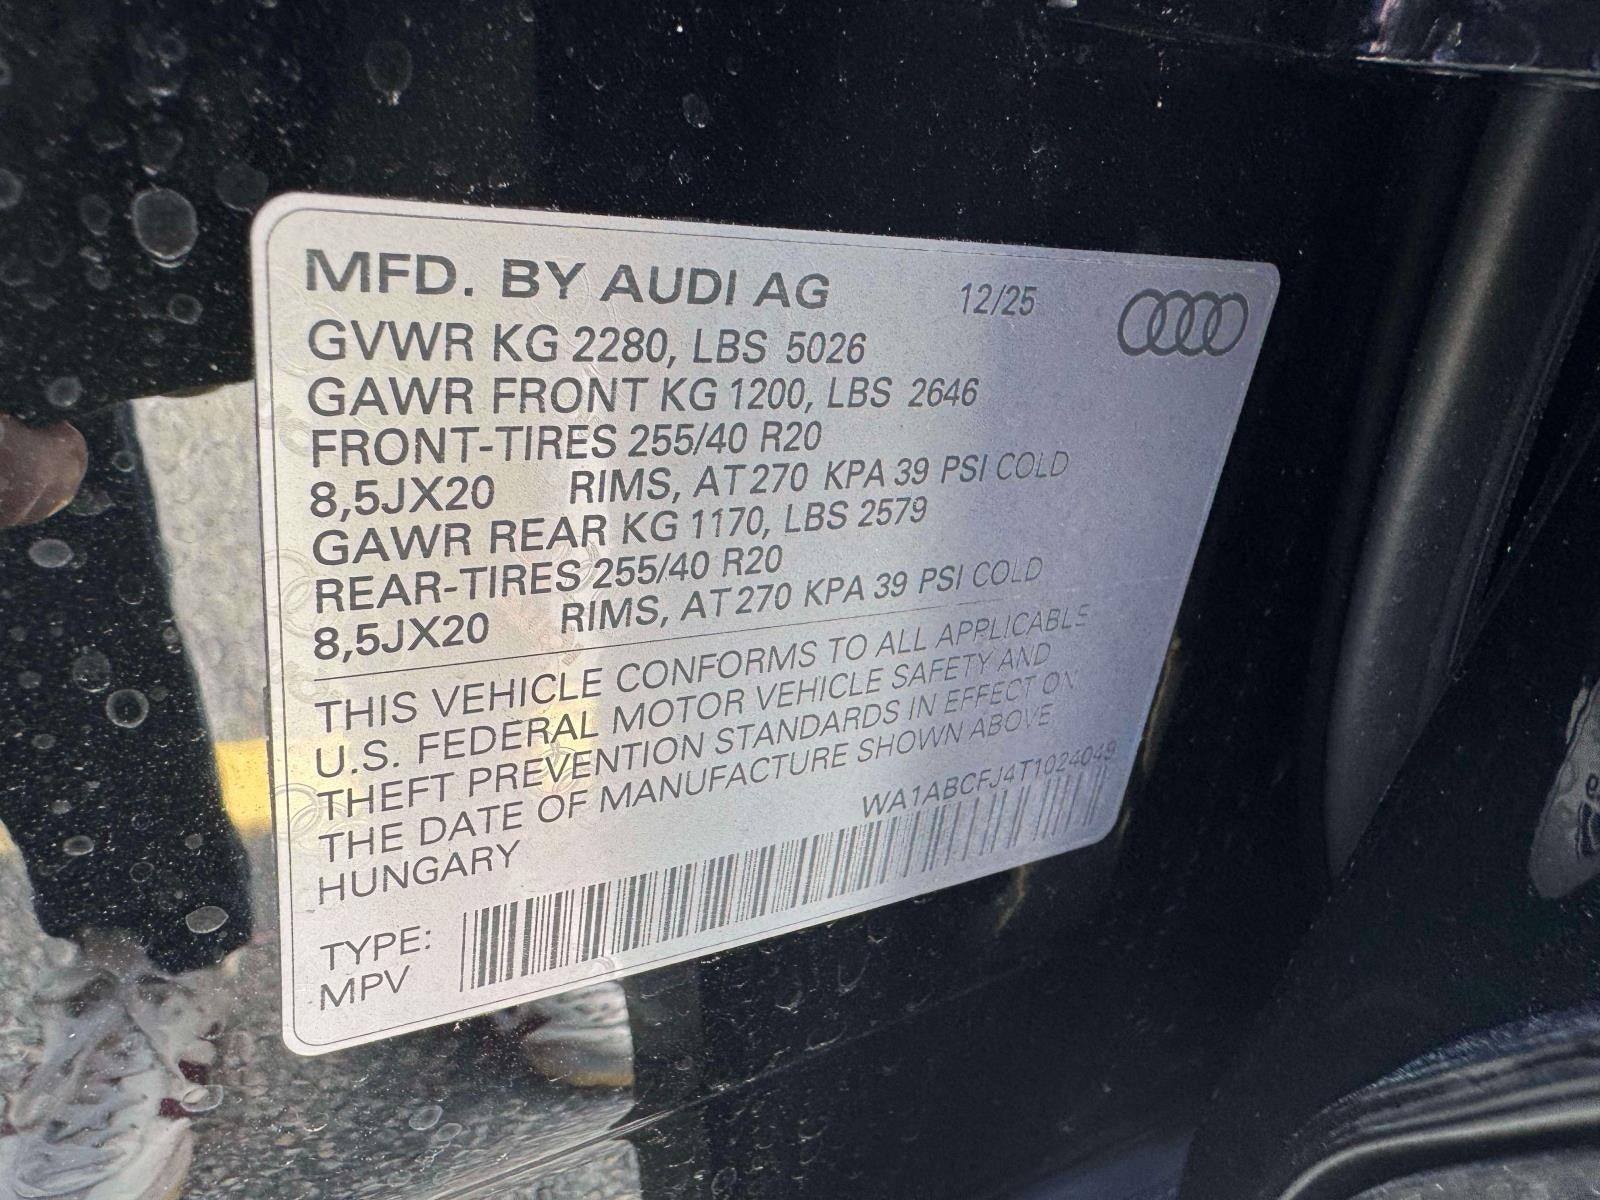 MFD. BY AUDI AG 12/25
GVWR KG 2280, LBS 5026
GAWR FRONT KG 1200, LBS 2646
FRONT-TIRES 255/40 R20
8,5JX20 RIMS, AT 270 KPA 39 PSI COLD
GAWR REAR KG 1170, LBS 2579
REAR-TIRES 255/40 R20
8,5JX20 RIMS, AT 270 KPA 39 PSI COLD
THIS VEHICLE CONFORMS TO ALL APPLICABLE
U.S. FEDERAL MOTOR VEHICLE SAFETY AND
THEFT PREVENTION STANDARDS IN EFFECT ON
THE DATE OF MANUFACTURE SHOWN ABOVE
HUNGARY
WA1ABCFJ4T1024049
TYPE:
MPV